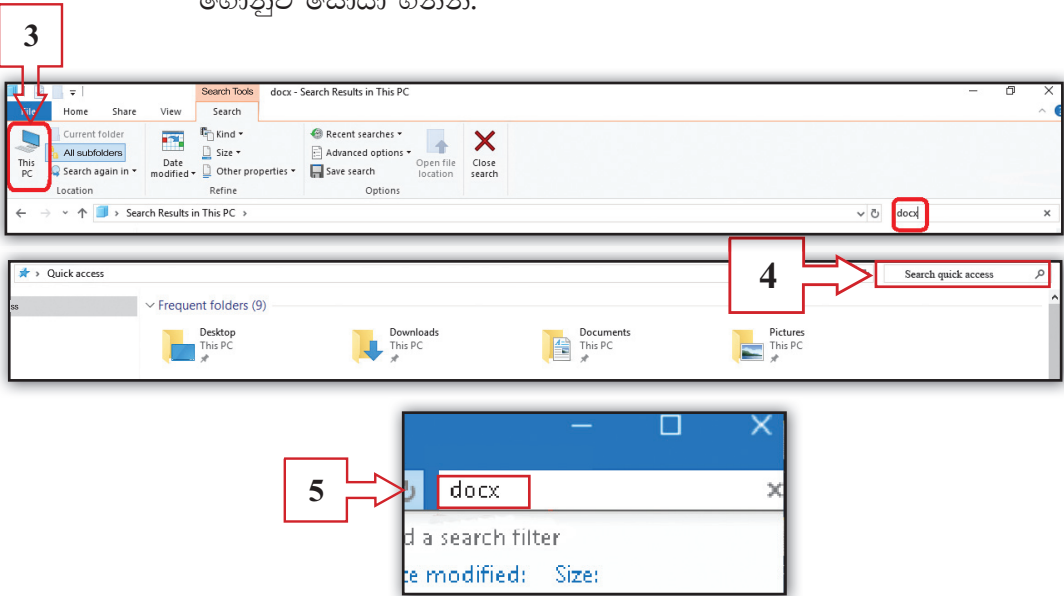 ගොනුව සොයා ගන්න.
3
Search Tools docx - Search Results in This PC
File Home Share View Search
Current folder Kind Recent searches
All subfolders Size Advanced options
This PC Search again in Date modified Other properties Save search Open file location Close search
Location Refine Options
Search Results in This PC docx
4
Quick access Search quick access
ss Frequent folders (9)
Desktop Downloads Documents Pictures
This PC This PC This PC This PC
5
docx
d a search filter
te modified: Size: